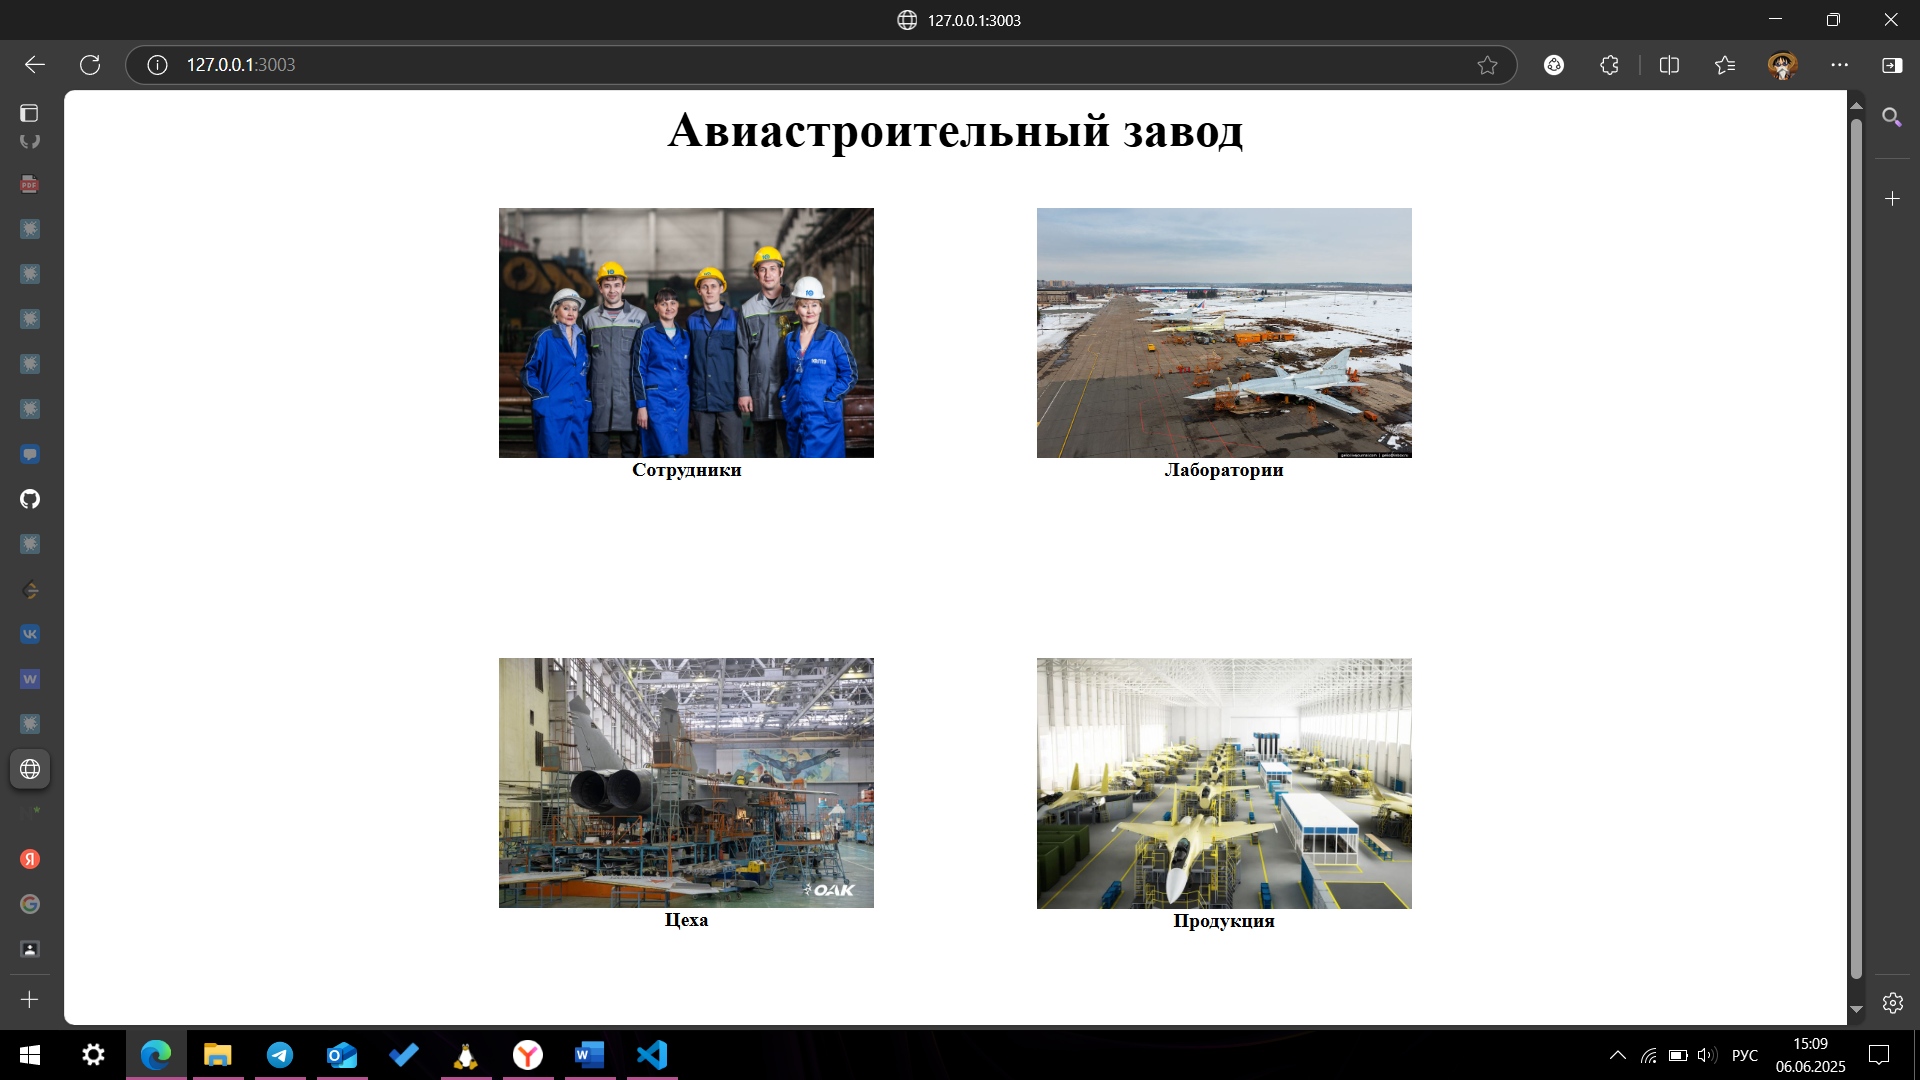 127.0.0.1:3003
127.0.0.1:3003
Авиастроительный завод
Сотрудники
Лаборатории
ОАК
Цеха
Продукция
РУС
15:09
06.06.2025